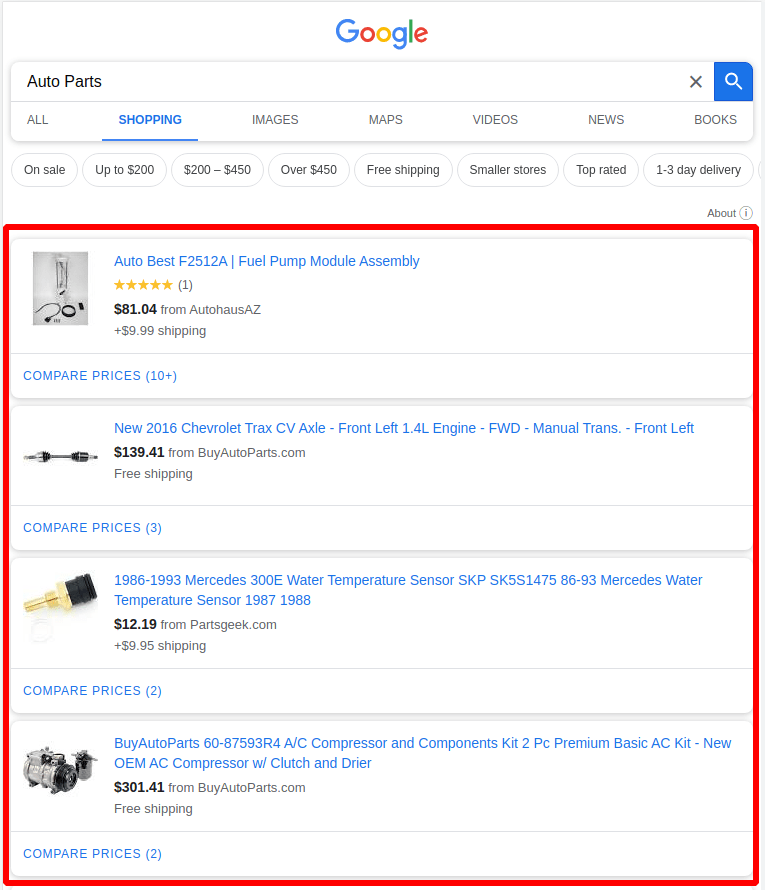 Google
Auto Parts
ALL SHOPPING IMAGES MAPS VIDEOS NEWS BOOKS
On sale Up to $200 $200 – $450 Over $450 Free shipping Smaller stores Top rated 1-3 day delivery
About
Auto Best F2512A | Fuel Pump Module Assembly
(1)
$81.04 from AutohausAZ
+$9.99 shipping
COMPARE PRICES (10+)
New 2016 Chevrolet Trax CV Axle - Front Left 1.4L Engine - FWD - Manual Trans. - Front Left
$139.41 from BuyAutoParts.com
Free shipping
COMPARE PRICES (3)
1986-1993 Mercedes 300E Water Temperature Sensor SKP SK5S1475 86-93 Mercedes Water
Temperature Sensor 1987 1988
$12.19 from Partsgeek.com
+$9.95 shipping
COMPARE PRICES (2)
BuyAutoParts 60-87593R4 A/C Compressor and Components Kit 2 Pc Premium Basic AC Kit - New
OEM AC Compressor w/ Clutch and Drier
$301.41 from BuyAutoParts.com
Free shipping
COMPARE PRICES (2)